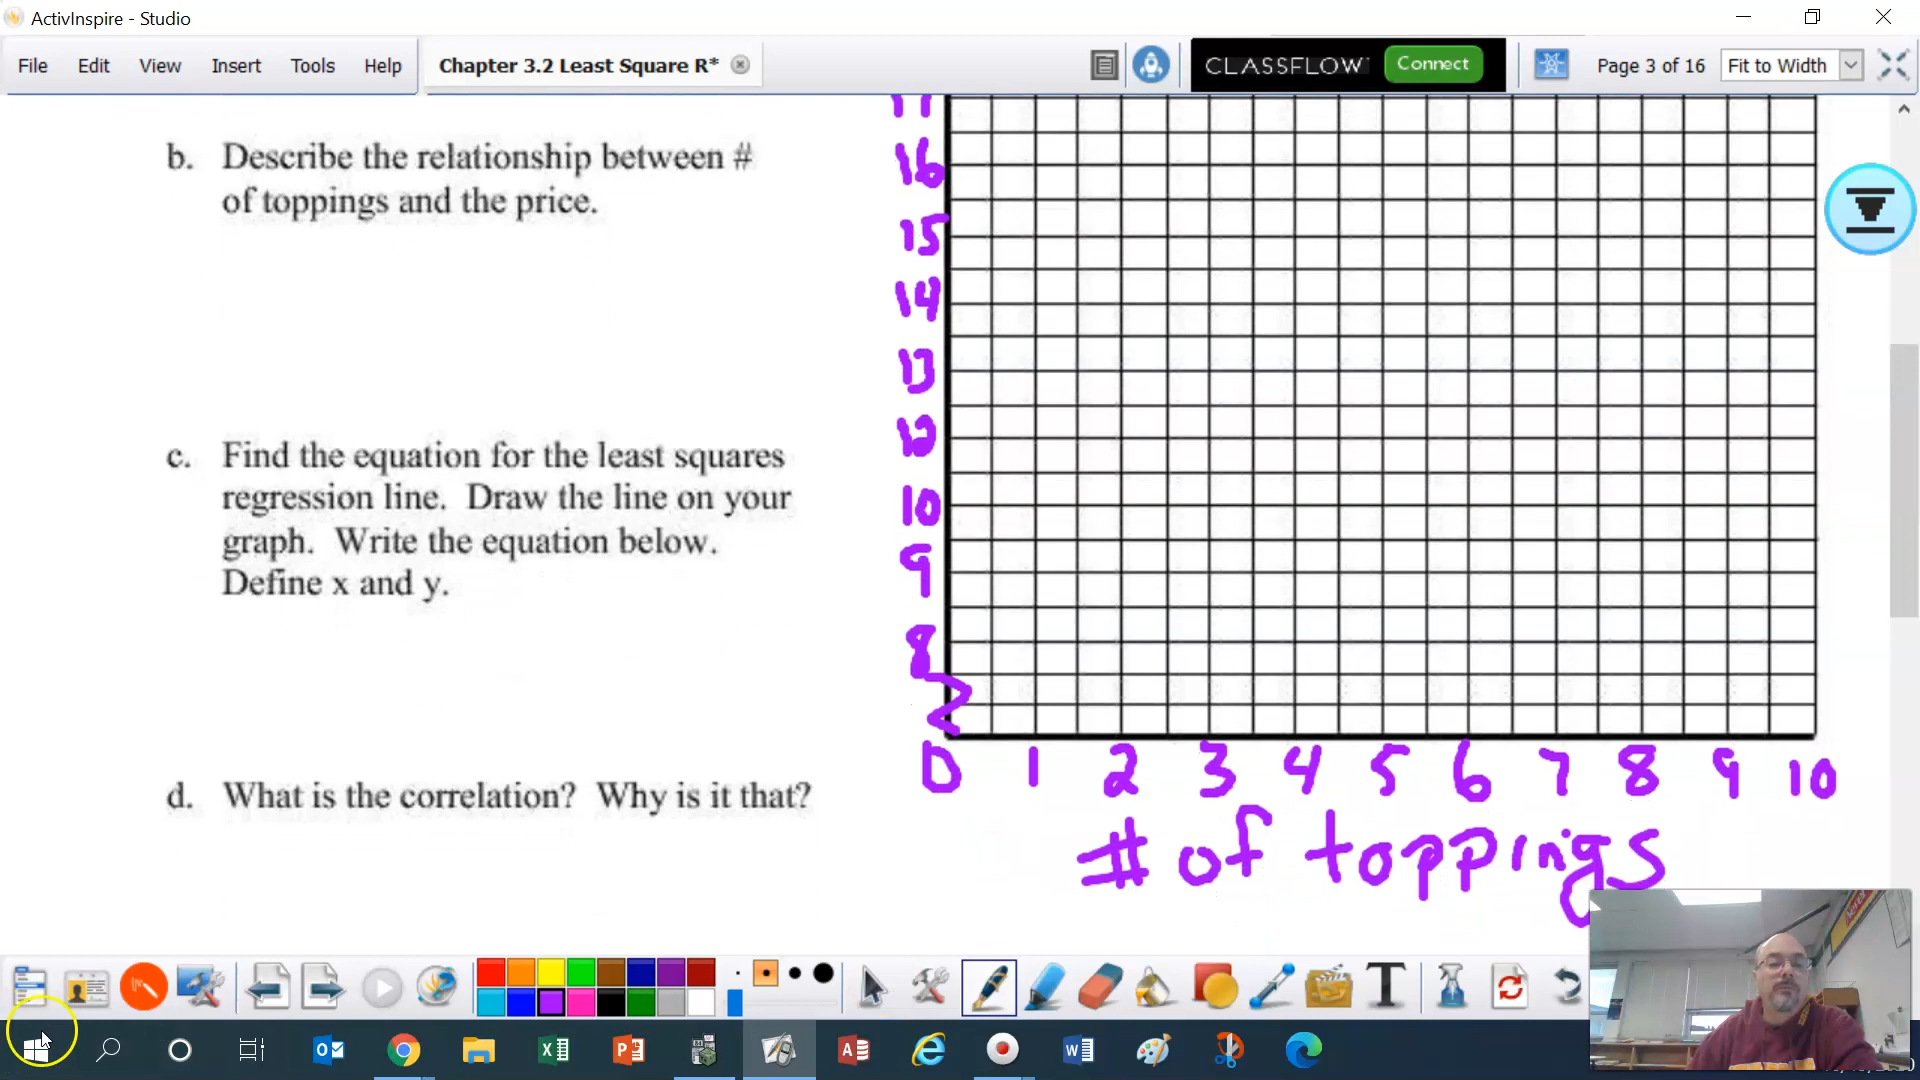 ActivInspire - Studio
File Edit View Insert Tools Help Chapter 3.2 Least Square R* CLASSFLOW Connect Page 3 of 16 Fit to Width
b. Describe the relationship between #
of toppings and the price.
c. Find the equation for the least squares
regression line. Draw the line on your
graph. Write the equation below.
Define x and y.
d. What is the correlation? Why is it that?
16
15
14
13
12
10
9
8
0 1 2 3 4 5 6 7 8 9 10
# of toppings